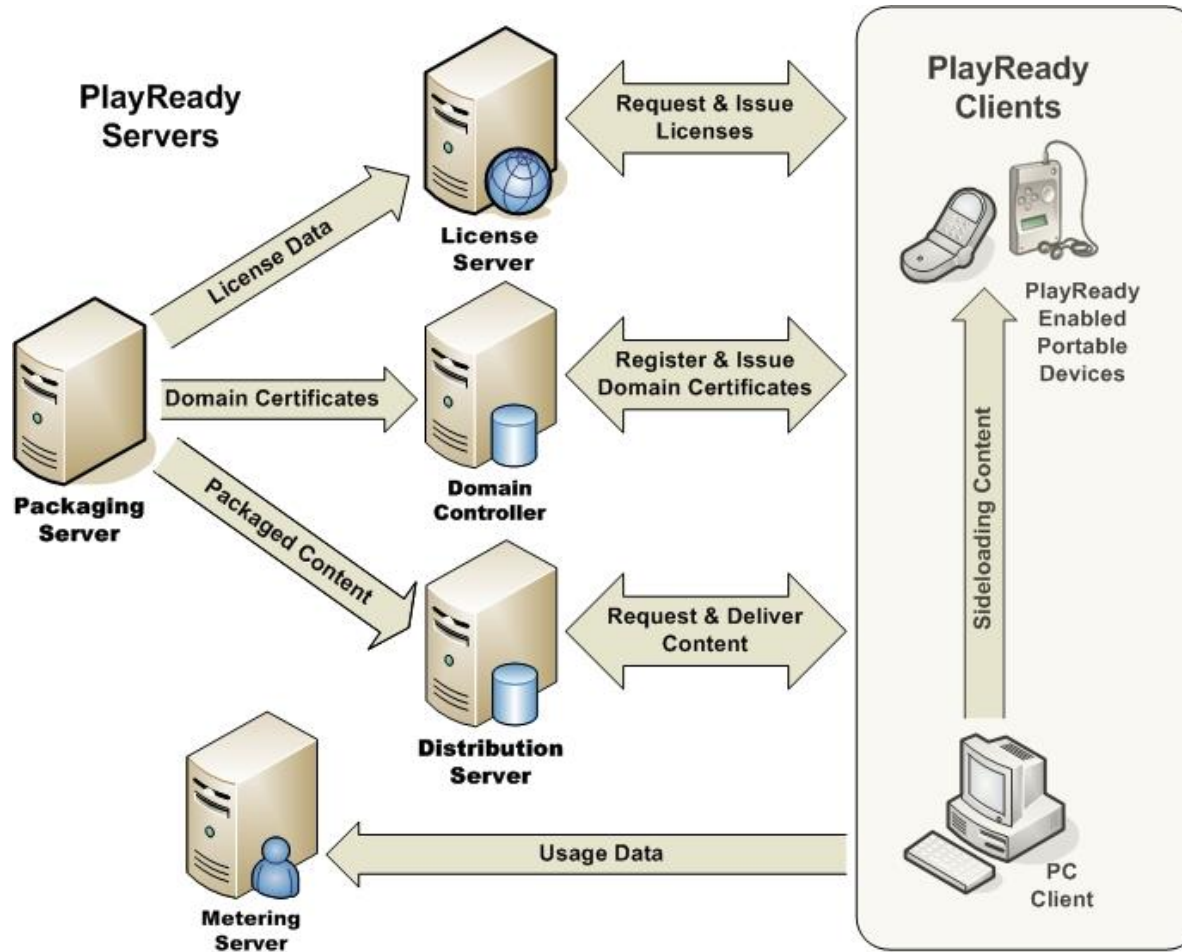 PlayReady
Servers
PlayReady
Clients
Request & Issue
Licenses
License Data
License
Server
PlayReady
Enabled
Portable
Devices
Domain Certificates
Register & Issue
Domain Certificates
Packaging
Server
Domain
Controller
Packaged Content
Sideloading Content
Request & Deliver
Content
Distribution
Server
Usage Data
PC
Client
Metering
Server